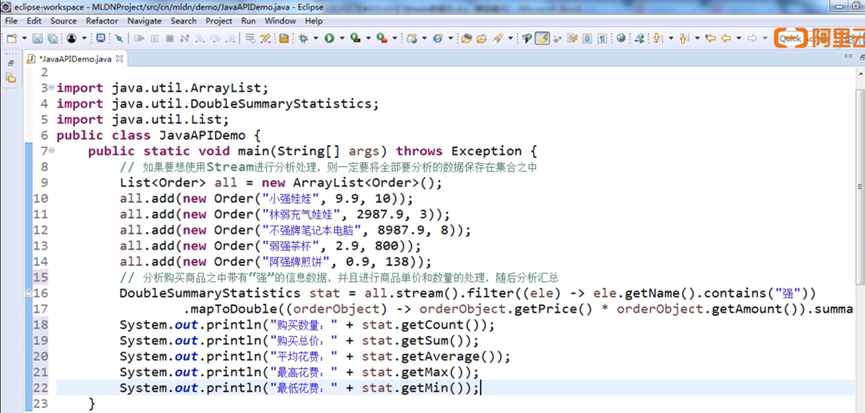 eclipse-workspace - MLDNProject/src/cn/mldn/demo/JavaAPIDemo.java - Eclipse
File Edit Source Refactor Navigate Search Project Run Window Help
阿里云
*JavaAPIDemo.java
2
3 import java.util.ArrayList;
4 import java.util.DoubleSummaryStatistics;
5 import java.util.List;
6 public class JavaAPIDemo {
7 public static void main(String[] args) throws Exception {
8 // 如果要想使用Stream进行分析处理，则一定要将全部要分析的数据保存在集合之中
9 List<Order> all = new ArrayList<Order>();
10 all.add(new Order("小强娃娃", 9.9, 10));
11 all.add(new Order("林弱充气娃娃", 2987.9, 3));
12 all.add(new Order("不强牌笔记本电脑", 8987.9, 8));
13 all.add(new Order("弱强茶杯", 2.9, 800));
14 all.add(new Order("阿强牌煎饼", 0.9, 138));
15 // 分析购买商品之中带有“强”的信息数据，并且进行商品单价和数量的处理，随后分析汇总
16 DoubleSummaryStatistics stat = all.stream().filter((ele) -> ele.getName().contains("强"))
17 .mapToDouble((orderObject) -> orderObject.getPrice() * orderObject.getAmount()).summa
18 System.out.println("购买数量：" + stat.getCount());
19 System.out.println("购买总价：" + stat.getSum());
20 System.out.println("平均花费：" + stat.getAverage());
21 System.out.println("最高花费：" + stat.getMax());
22 System.out.println("最低花费：" + stat.getMin());
23 }